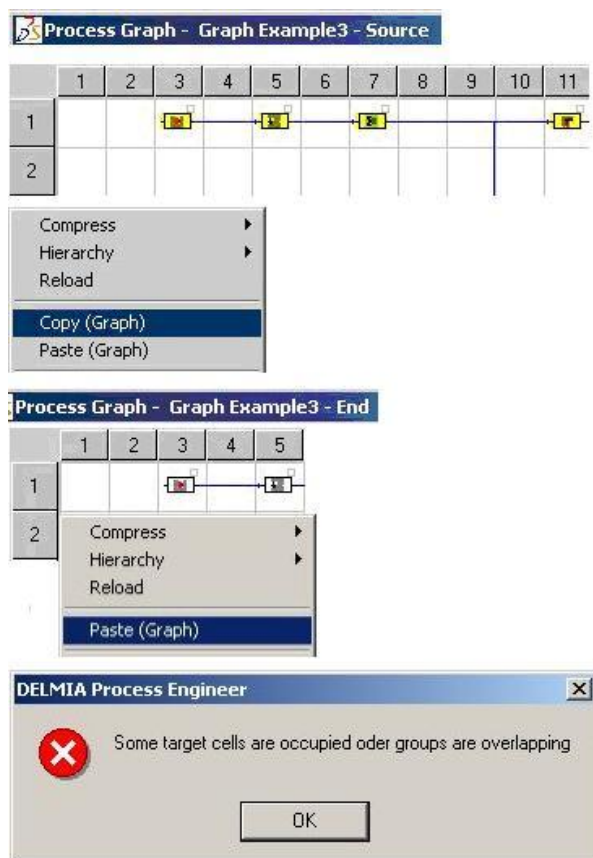 Process Graph - Graph Example3 - Source
1 2 3 4 5 6 7 8 9 10 11
1
2
Compress
Hierarchy
Reload
Copy (Graph)
Paste (Graph)
Process Graph - Graph Example3 - End
1 2 3 4 5
1
2
Compress
Hierarchy
Reload
Paste (Graph)
DELMIA Process Engineer
Some target cells are occupied oder groups are overlapping
OK